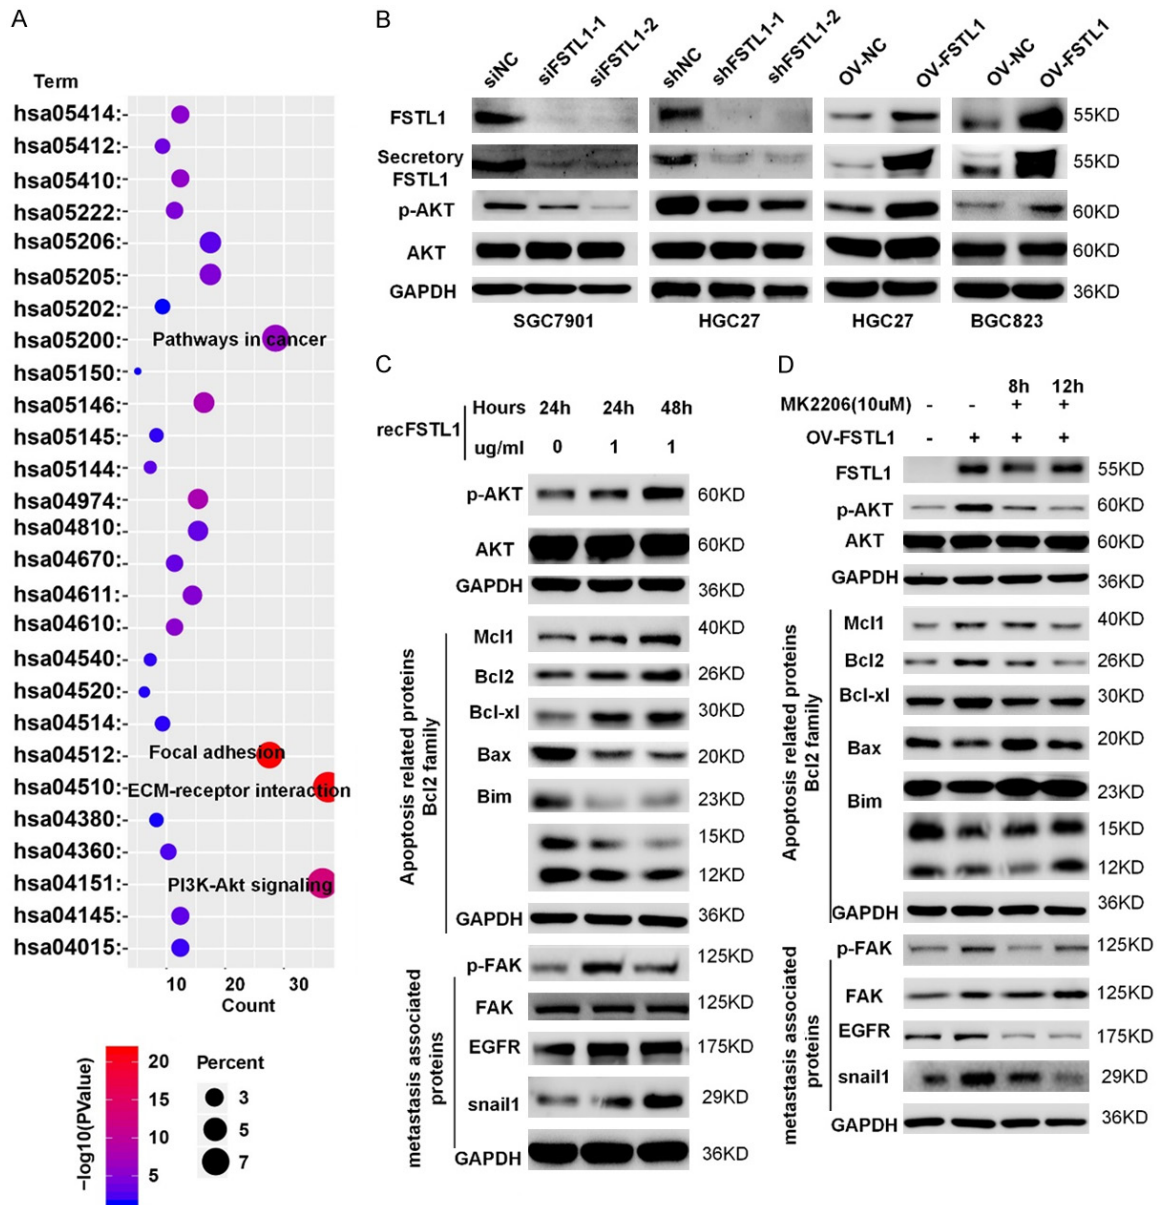 A
Term
hsa05414:
hsa05412:
hsa05410:
hsa05222:
hsa05206:
hsa05205:
hsa05202:
hsa05200:
Pathways in cancer
hsa05150:
hsa05146:
hsa05145:
hsa05144:
hsa04974:
hsa04810:
hsa04670:
hsa04611:
hsa04610:
hsa04540:
hsa04520:
hsa04514:
hsa04512:
Focal adhesion
hsa04510:
ECM-receptor interaction
hsa04380:
hsa04360:
hsa04151:
PI3K-Akt signaling
hsa04145:
hsa04015:
10 20 30
Count
−log10(PValue)
20
15
10
5
Percent
3
5
7
B
siNC siFSTL1-1 siFSTL1-2 shNC shFSTL1-1 shFSTL1-2 OV-NC OV-FSTL1 OV-NC OV-FSTL1
FSTL1 55KD
Secretory FSTL1 55KD
p-AKT 60KD
AKT 60KD
GAPDH 36KD
SGC7901 HGC27 HGC27 BGC823
C
recFSTL1
Hours 24h 24h 48h
ug/ml 0 1 1
p-AKT 60KD
AKT 60KD
GAPDH 36KD
Apoptosis related proteins
Bcl2 family
Mcl1 40KD
Bcl2 26KD
Bcl-xl 30KD
Bax 20KD
Bim 23KD
15KD
12KD
GAPDH 36KD
metastasis associated
proteins
p-FAK 125KD
FAK 125KD
EGFR 175KD
snail1 29KD
GAPDH 36KD
D
8h 12h
MK2206(10uM) - - + +
OV-FSTL1 - + + +
FSTL1 55KD
p-AKT 60KD
AKT 60KD
GAPDH 36KD
Apoptosis related proteins
Bcl2 family
Mcl1 40KD
Bcl2 26KD
Bcl-xl 30KD
Bax 20KD
Bim 23KD
15KD
12KD
GAPDH 36KD
metastasis associated
proteins
p-FAK 125KD
FAK 125KD
EGFR 175KD
snail1 29KD
GAPDH 36KD